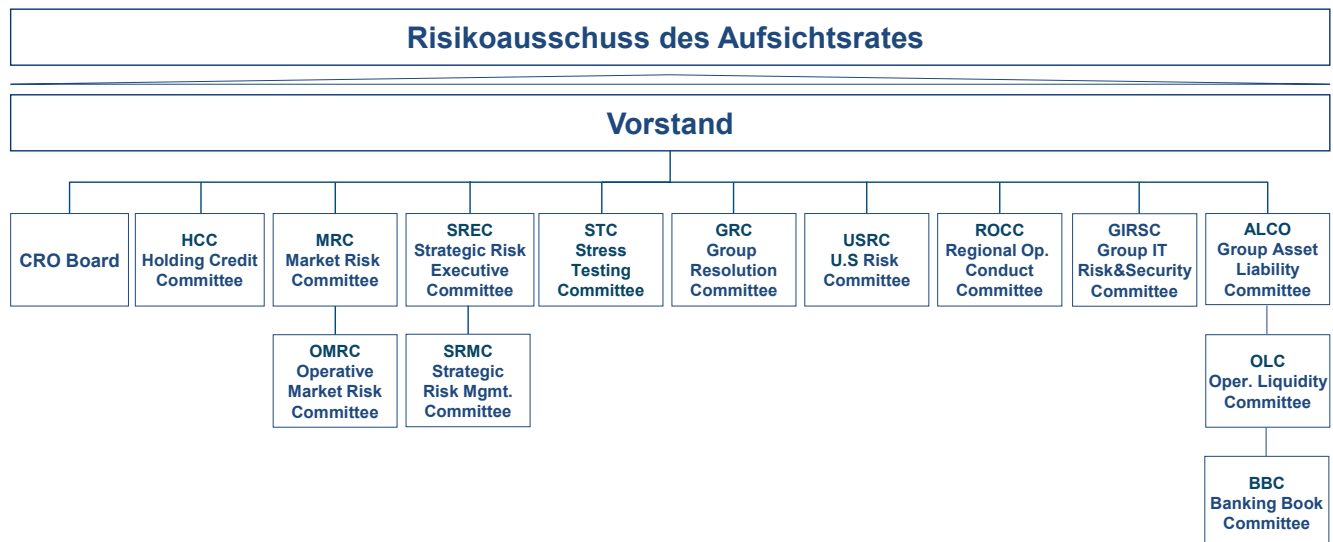 Risikoausschuss des Aufsichtsrates
Vorstand
CRO Board
HCC
Holding Credit
Committee
MRC
Market Risk
Committee
SREC
Strategic Risk
Executive
Committee
STC
Stress
Testing
Committee
GRC
Group
Resolution
Committee
USRC
U.S Risk
Committee
ROCC
Regional Op.
Conduct
Committee
GIRSC
Group IT
Risk&Security
Committee
ALCO
Group Asset
Liability
Committee
OMRC
Operative
Market Risk
Committee
SRMC
Strategic
Risk Mgmt.
Committee
OLC
Oper. Liquidity
Committee
BBC
Banking Book
Committee